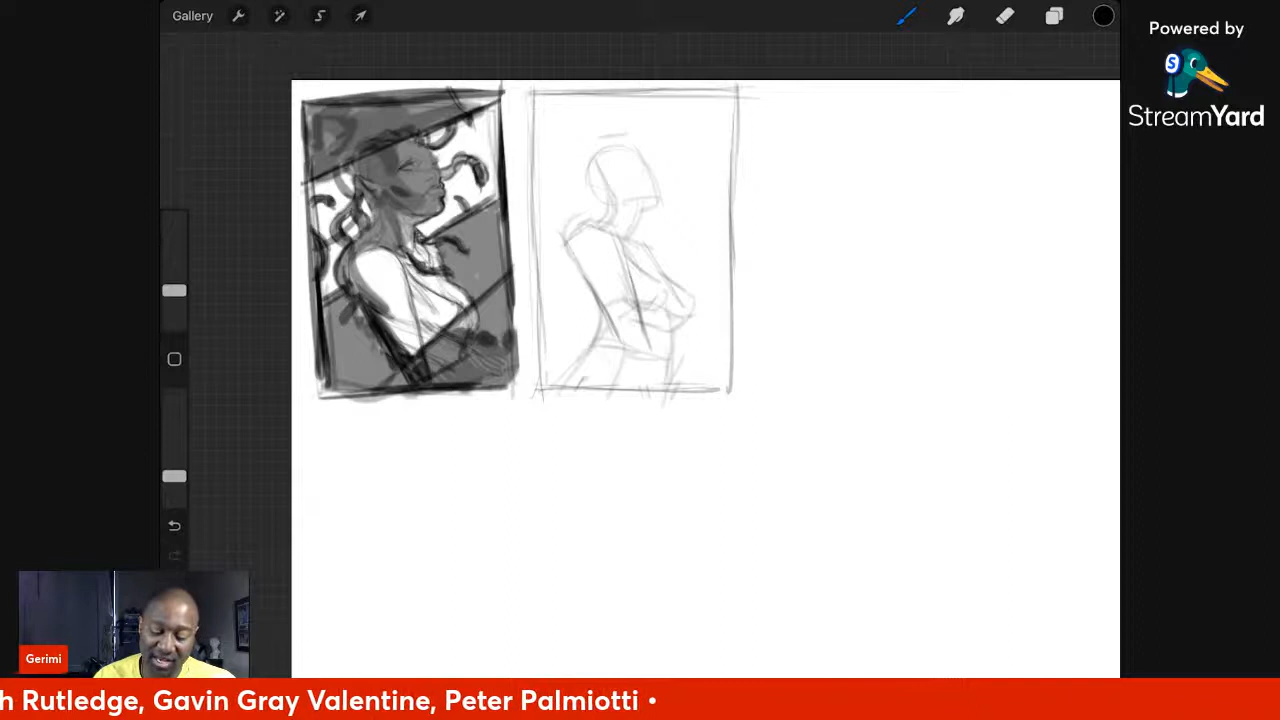 Gallery
Powered by
S
StreamYard
Gerimi
h Rutledge, Gavin Gray Valentine, Peter Palmiotti •